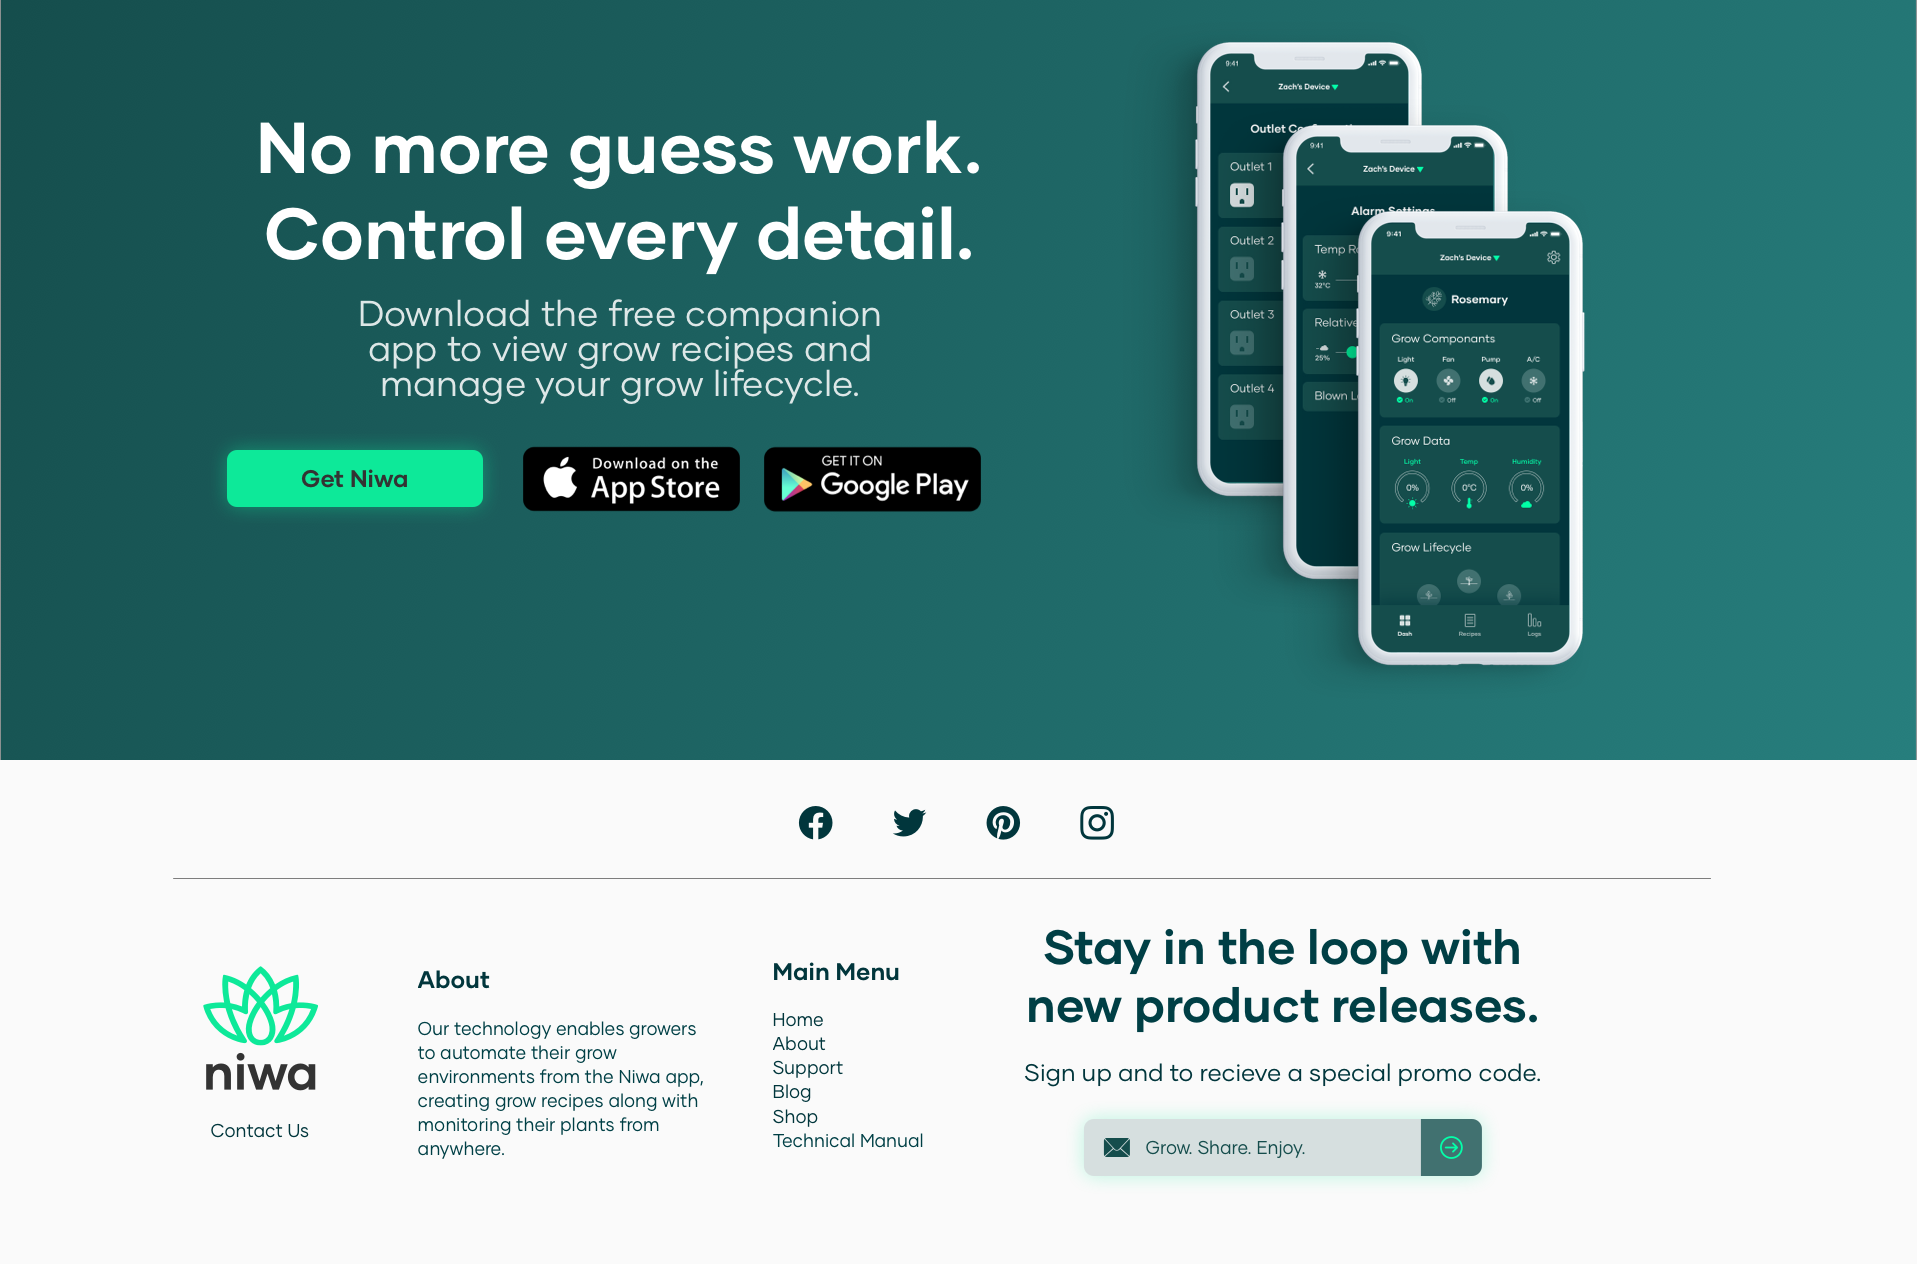 No more guess work.
Control every detail.
Download the free companion
app to view grow recipes and
manage your grow lifecycle.
Get Niwa
Download on the
App Store
GET IT ON
Google Play
9:41
Zach's Device
Outlet
Outlet 1
Outlet 2
Outlet 3
Outlet 4
9:41
Zach's Device
Alarm Settings
Temp
32°C
Relative
25%
Blown
9:41
Zach's Device
Rosemary
Grow Componants
Light Fan Pump A/C
On Off On Off
Grow Data
Light Temp Humidity
0% 0°C 0%
Grow Lifecycle
Dash Recipes Logs
niwa
Contact Us
About
Our technology enables growers
to automate their grow
environments from the Niwa app,
creating grow recipes along with
monitoring their plants from
anywhere.
Main Menu
Home
About
Support
Blog
Shop
Technical Manual
Stay in the loop with
new product releases.
Sign up and to recieve a special promo code.
Grow. Share. Enjoy.